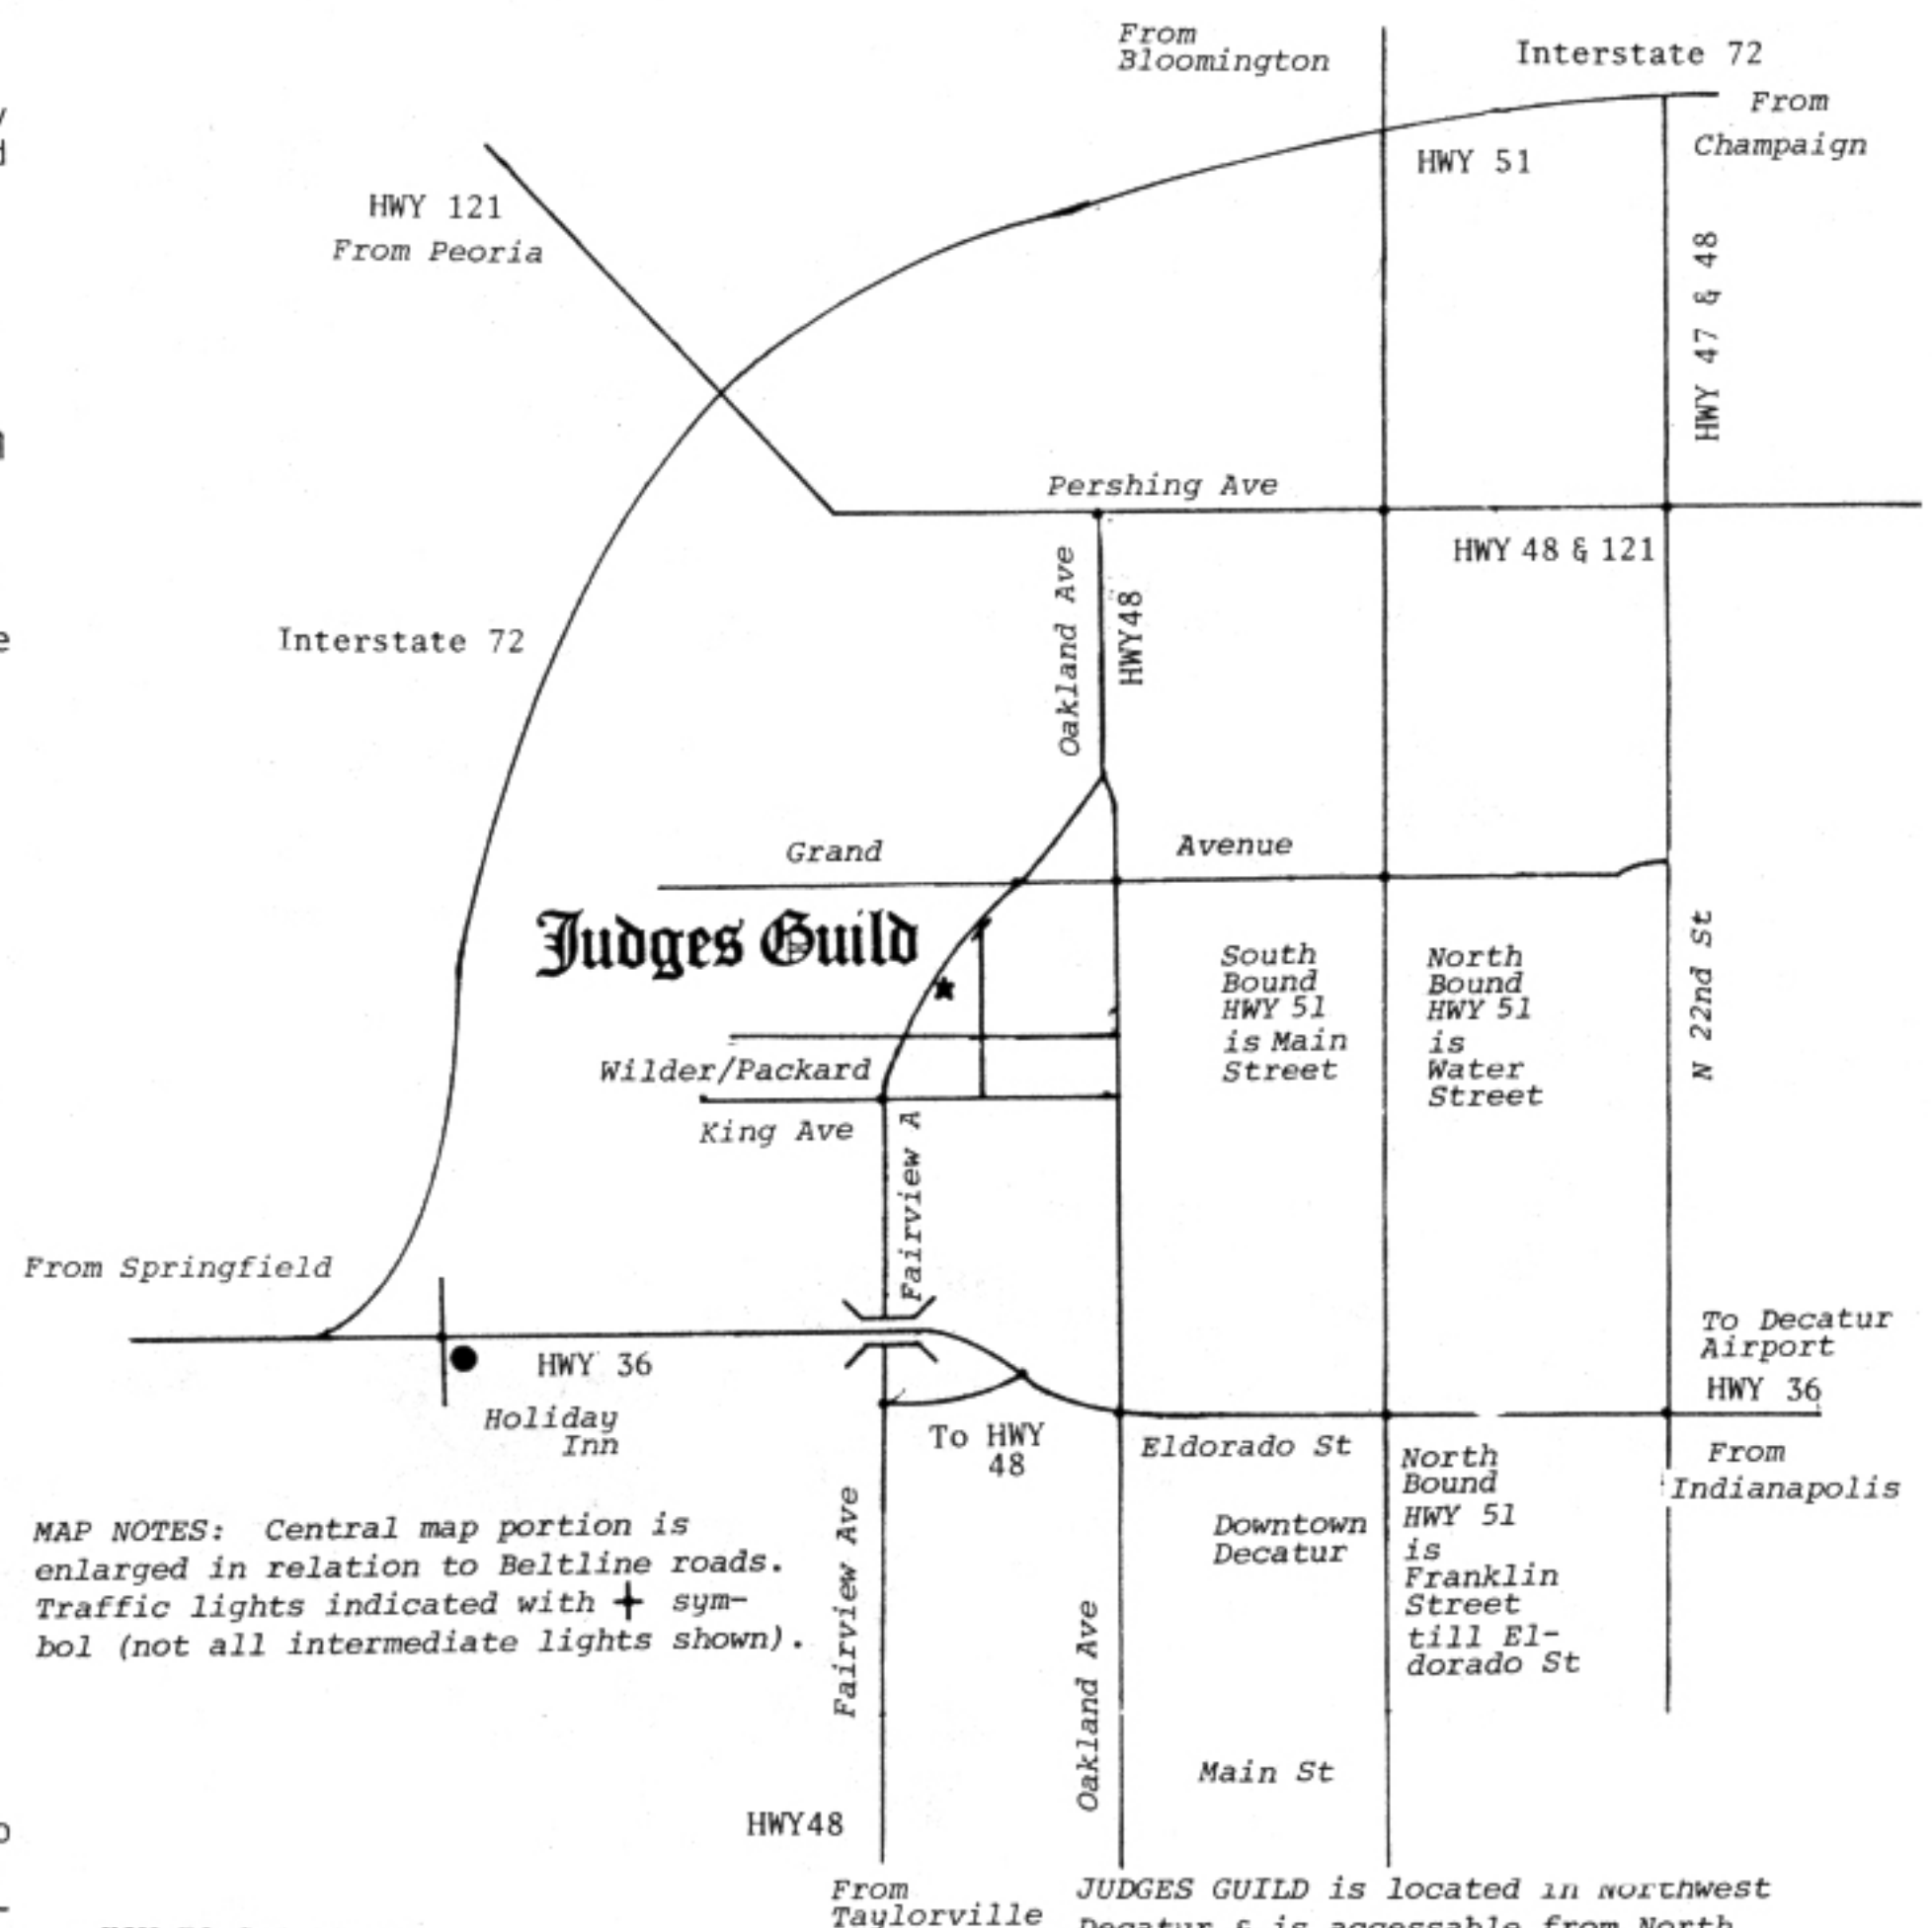 From
Bloomington
Interstate 72
From
Champaign
HWY 51
HWY 121
From Peoria
HWY 47 & 48
Pershing Ave
HWY 48 & 121
Oakland Ave
HWY48
Interstate 72
Grand Avenue
Judges Guild
South
Bound
HWY 51
is Main
Street
North
Bound
HWY 51
is
Water
Street
N 22nd St
Wilder/Packard
King Ave
Fairview A
From Springfield
To Decatur
Airport
HWY 36
HWY 36
Holiday
Inn
To HWY
48
Eldorado St
From
Indianapolis
North
Bound
HWY 51
is
Franklin
Street
till El-
dorado St
Downtown
Decatur
MAP NOTES: Central map portion is
enlarged in relation to Beltline roads.
Traffic lights indicated with + sym-
bol (not all intermediate lights shown).
Fairview Ave
Oakland Ave
Main St
HWY48
From
Taylorville
JUDGES GUILD is located in Northwest
Decatur & is accessable from North